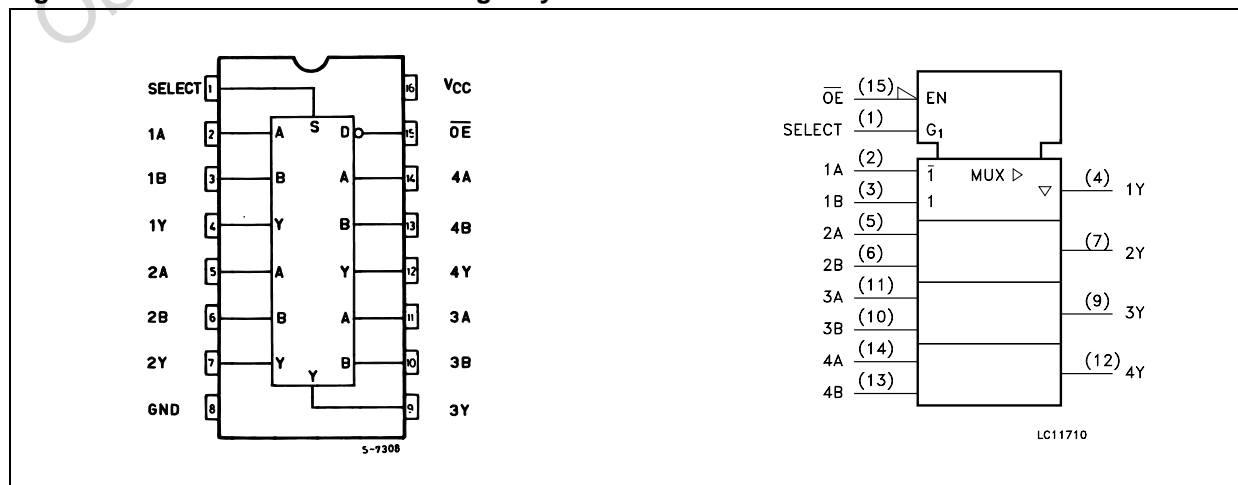 SELECT 1
16 VCC
1A 2 A S D 15 O̅E̅
1B 3 B A 14 4A
1Y 4 Y B 13 4B
2A 5 A Y 12 4Y
2B 6 B A 11 3A
2Y 7 Y Y B 10 3B
GND 8 9 3Y
S-7308
O̅E̅ (15) EN
SELECT (1) G1
1A (2) 1̅ MUX ▷
1B (3) 1 ▽ (4) 1Y
2A (5)
2B (6) (7) 2Y
3A (11)
3B (10) (9) 3Y
4A (14)
4B (13) (12) 4Y
LC11710